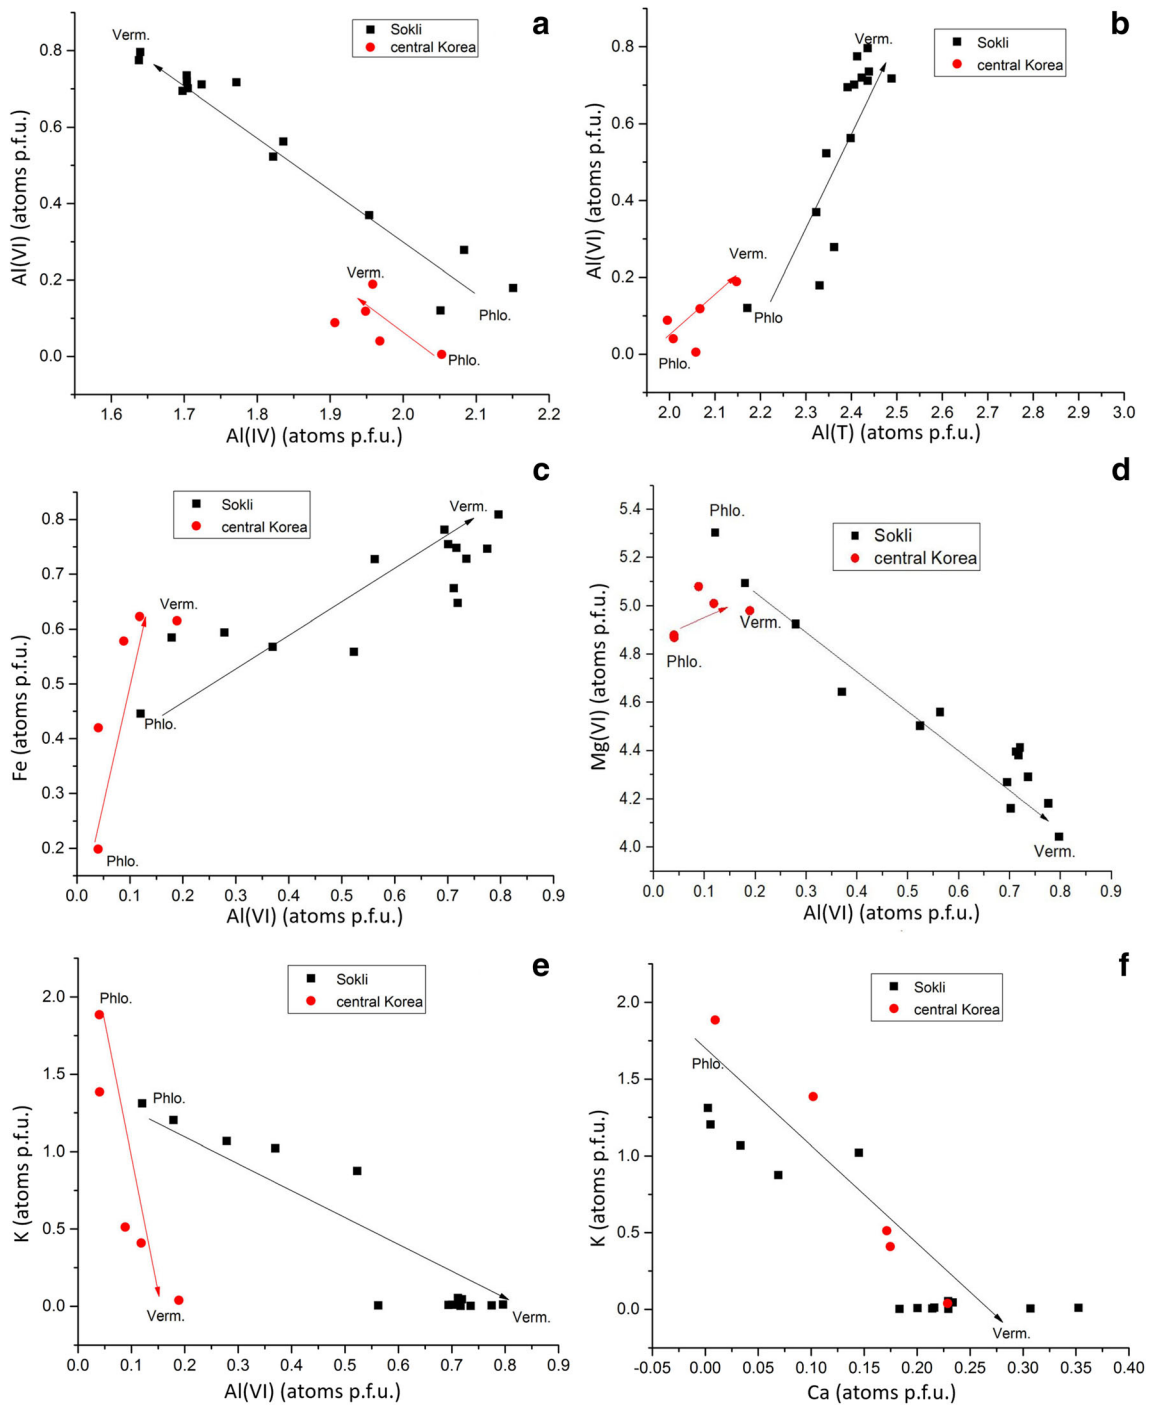 a
Sokli
central Korea
Verm.
Verm.
Phlo.
Phlo.
0.8
0.6
0.4
0.2
0.0
Al(VI) (atoms p.f.u.)
1.6 1.7 1.8 1.9 2.0 2.1 2.2
Al(IV) (atoms p.f.u.)
b
Sokli
central Korea
Verm.
Verm.
Phlo
Phlo.
0.8
0.6
0.4
0.2
0.0
Al(VI) (atoms p.f.u.)
2.0 2.1 2.2 2.3 2.4 2.5 2.6 2.7 2.8 2.9 3.0
Al(T) (atoms p.f.u.)
c
Sokli
central Korea
Verm.
Verm.
Phlo.
Phlo.
0.8
0.7
0.6
0.5
0.4
0.3
0.2
Fe (atoms p.f.u.)
0.0 0.1 0.2 0.3 0.4 0.5 0.6 0.7 0.8 0.9
Al(VI) (atoms p.f.u.)
d
Phlo.
Sokli
central Korea
Verm.
Phlo.
Verm.
5.4
5.2
5.0
4.8
4.6
4.4
4.2
4.0
Mg(VI) (atoms p.f.u.)
0.0 0.1 0.2 0.3 0.4 0.5 0.6 0.7 0.8 0.9
Al(VI) (atoms p.f.u.)
e
Sokli
central Korea
Phlo.
Phlo.
Verm.
Verm.
2.0
1.5
1.0
0.5
0.0
K (atoms p.f.u.)
0.0 0.1 0.2 0.3 0.4 0.5 0.6 0.7 0.8 0.9
Al(VI) (atoms p.f.u.)
f
Sokli
central Korea
Phlo.
Verm.
2.0
1.5
1.0
0.5
0.0
K (atoms p.f.u.)
-0.05 0.00 0.05 0.10 0.15 0.20 0.25 0.30 0.35 0.40
Ca (atoms p.f.u.)